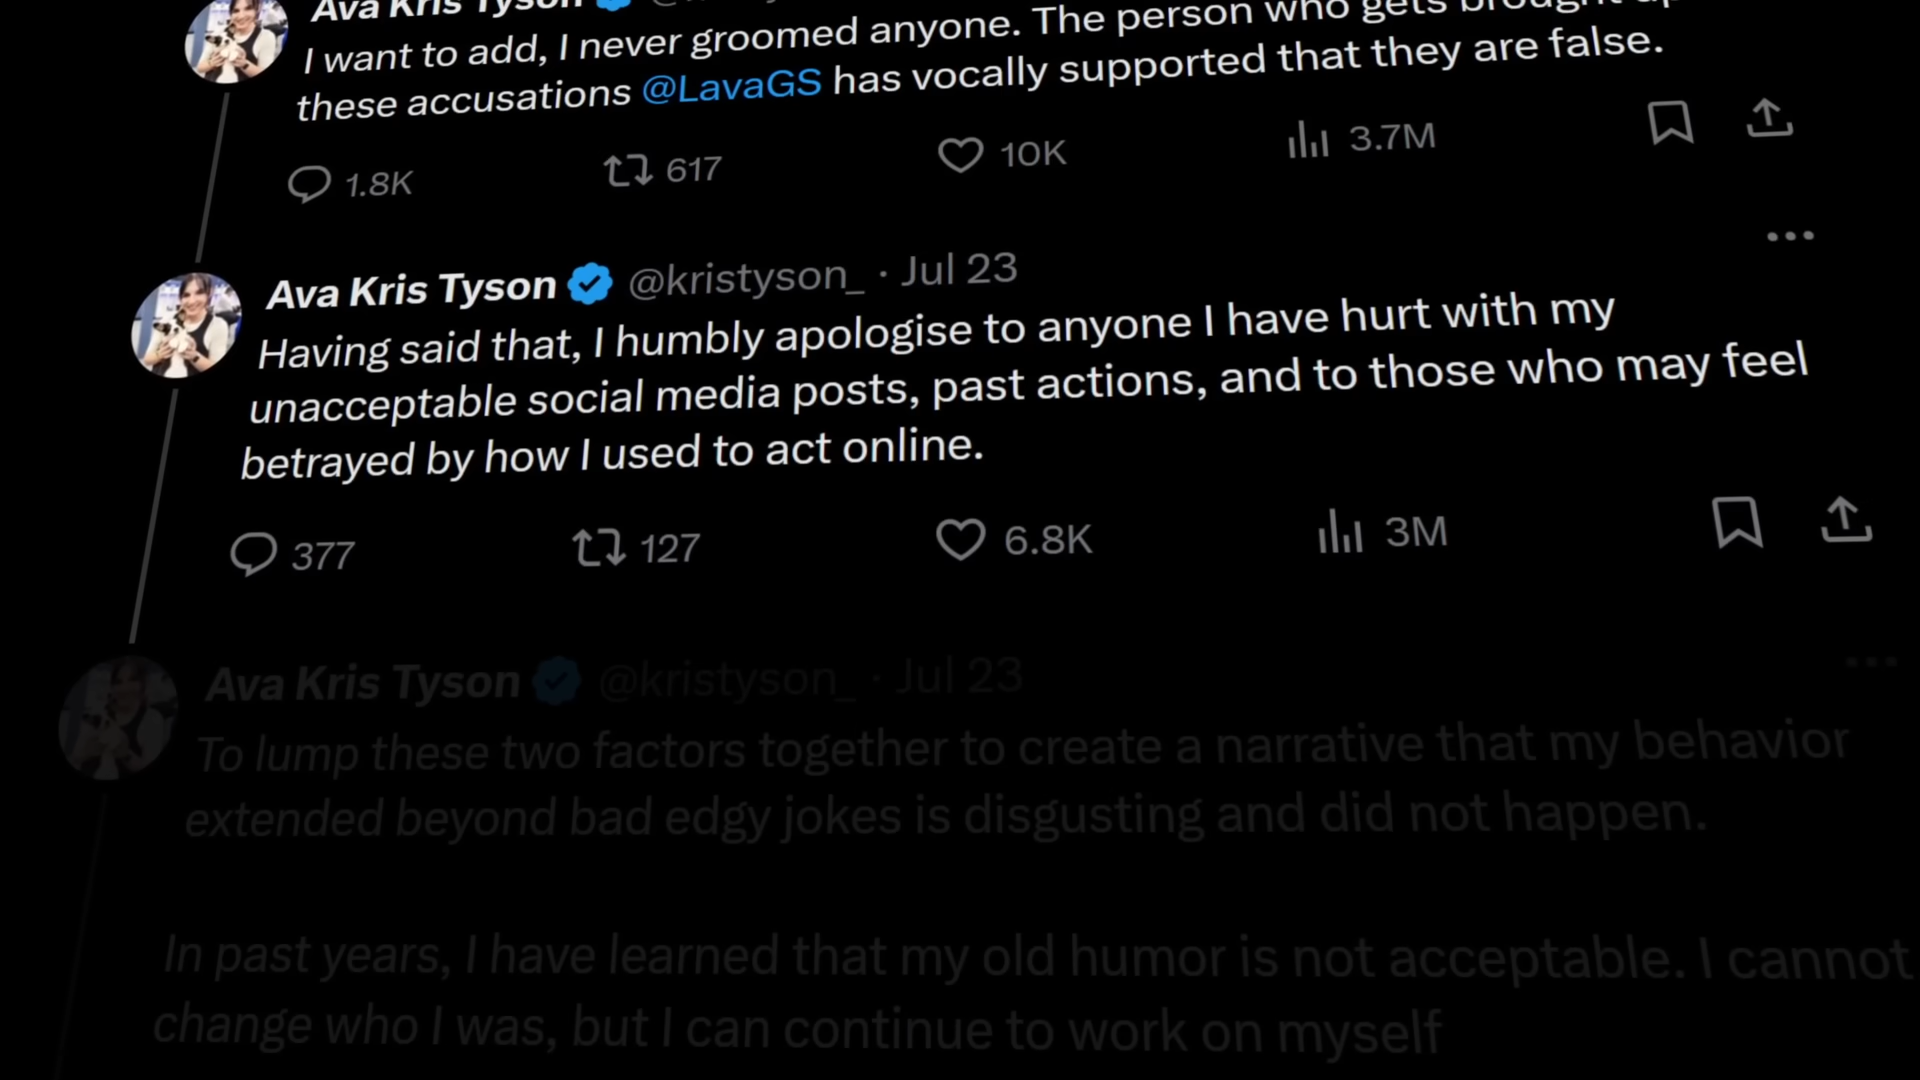 Ava Kris Tyson
I want to add, I never groomed anyone. The person who gets brought
these accusations @LavaGS has vocally supported that they are false.
1.8K 617 10K 3.7M
Ava Kris Tyson @kristyson_ · Jul 23
Having said that, I humbly apologise to anyone I have hurt with my
unacceptable social media posts, past actions, and to those who may feel
betrayed by how I used to act online.
377 127 6.8K 3M
Ava Kris Tyson @kristyson_ · Jul 23
To lump these two factors together to create a narrative that my behavior
extended beyond bad edgy jokes is disgusting and did not happen.
In past years, I have learned that my old humor is not acceptable. I cannot
change who I was, but I can continue to work on myself